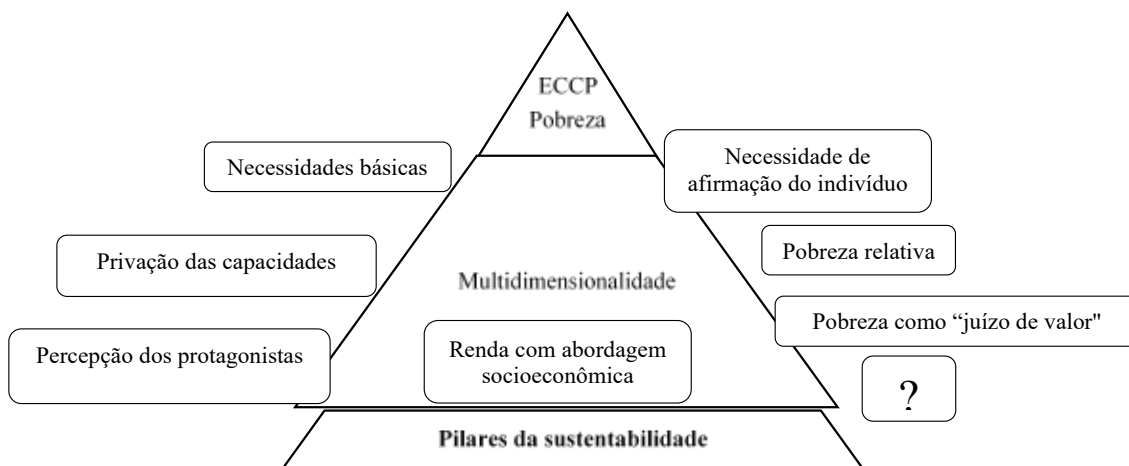 ECCP
Pobreza
Necessidades básicas
Necessidade de
afirmação do indivíduo
Privação das capacidades
Pobreza relativa
Multidimensionalidade
Percepção dos protagonistas
Renda com abordagem
socioeconômica
Pobreza como “juízo de valor"
?
Pilares da sustentabilidade